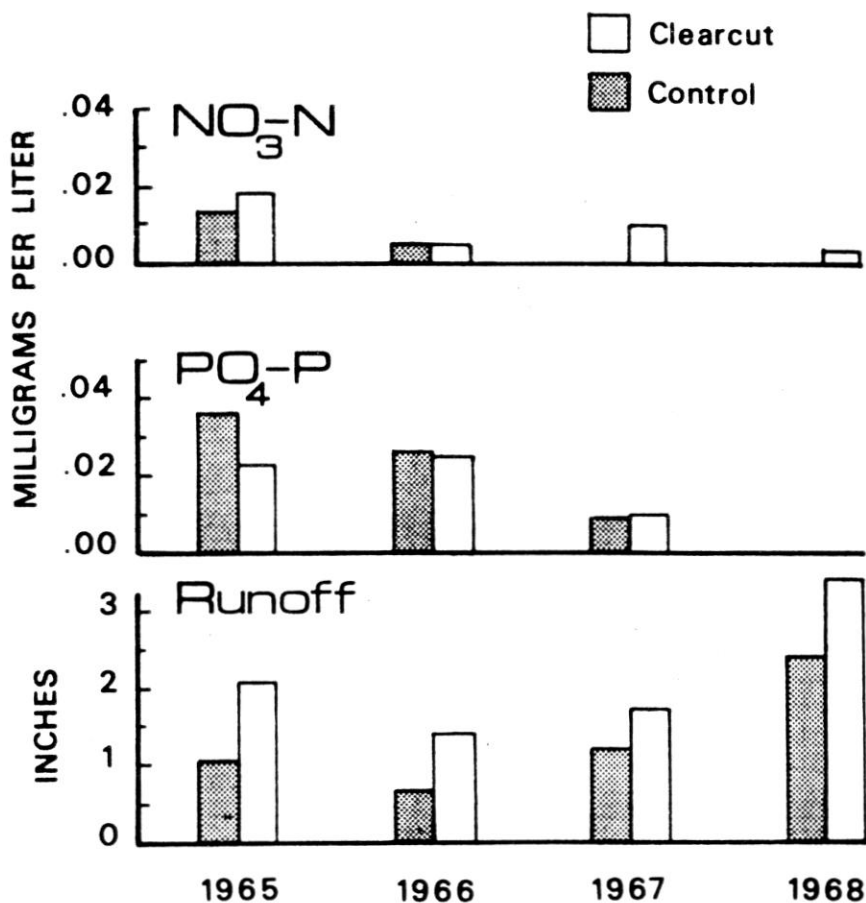 Clearcut
Control
MILLIGRAMS PER LITER
.04
NO3-N
.02
.00
PO4-P
.04
.02
.00
INCHES
Runoff
3
2
1
0
1965 1966 1967 1968